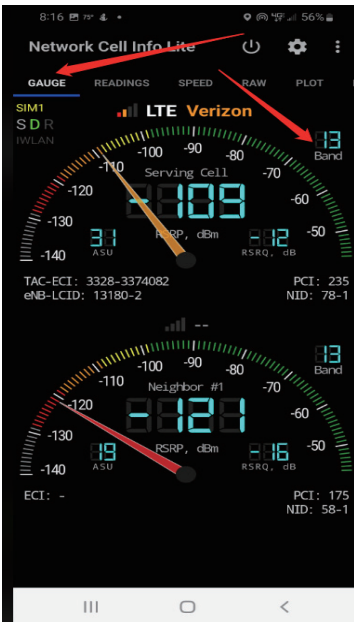 8:16 75° 56%
Network Cell Info Lite
GAUGE READINGS SPEED RAW PLOT
SIM1
SDR
IWLAN
LTE Verizon
13
Band
-140 -130 -120 -110 -100 -90 -80 -70 -60 -50
Serving Cell
-109
RSRP, dBm
31
ASU
-12
RSRQ, dB
TAC-ECI: 3328-3374082
eNB-LCID: 13180-2
PCI: 235
NID: 78-1
--
13
Band
-140 -130 -120 -110 -100 -90 -80 -70 -60 -50
Neighbor #1
-121
RSRP, dBm
19
ASU
-16
RSRQ, dB
ECI: -
PCI: 175
NID: 58-1